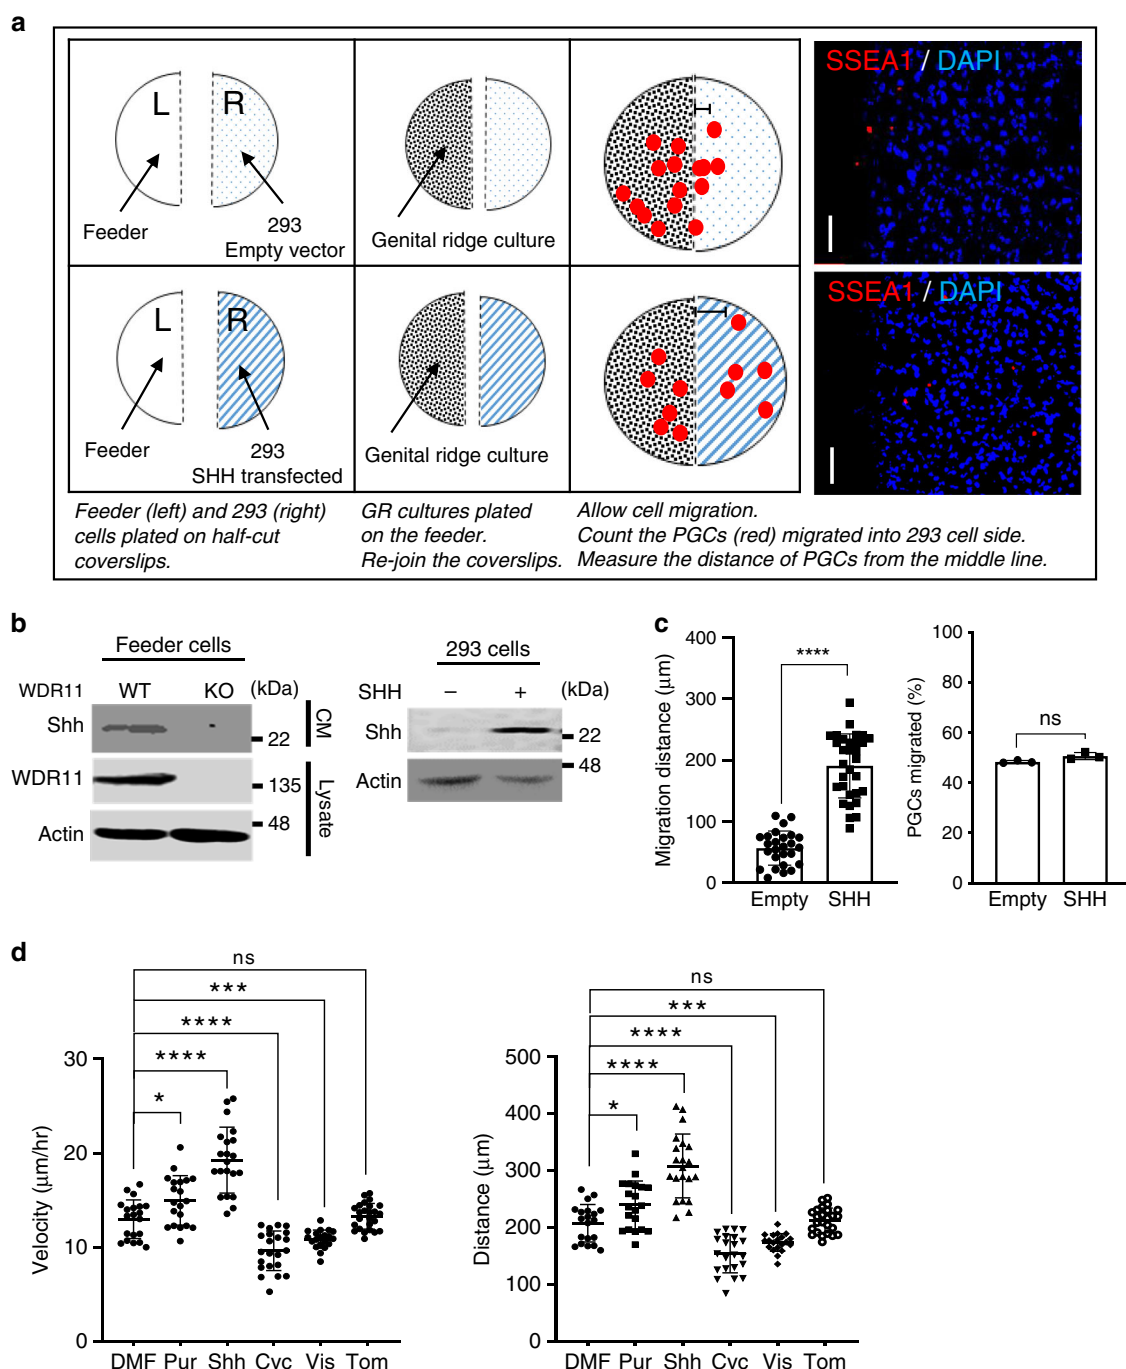 a
L
R
Feeder
293
Empty vector
Genital ridge culture
SSEA1 / DAPI
L
R
Feeder
293
SHH transfected
Genital ridge culture
SSEA1 / DAPI
Feeder (left) and 293 (right)
cells plated on half-cut
coverslips.
GR cultures plated
on the feeder.
Re-join the coverslips.
Allow cell migration.
Count the PGCs (red) migrated into 293 cell side.
Measure the distance of PGCs from the middle line.
b
Feeder cells
WDR11 WT KO (kDa)
Shh
22
CM
WDR11
135
Actin
48
Lysate
293 cells
SHH – + (kDa)
Shh
22
48
Actin
c
Migration distance (μm)
400
300
200
100
0
****
Empty SHH
PGCs migrated (%)
100
80
60
40
20
0
ns
Empty SHH
d
Velocity (μm/hr)
30
20
10
0
ns
***
****
****
*
DMF Pur Shh Cyc Vis Tom
Distance (μm)
500
400
300
200
100
0
ns
***
****
****
*
DMF Pur Shh Cyc Vis Tom